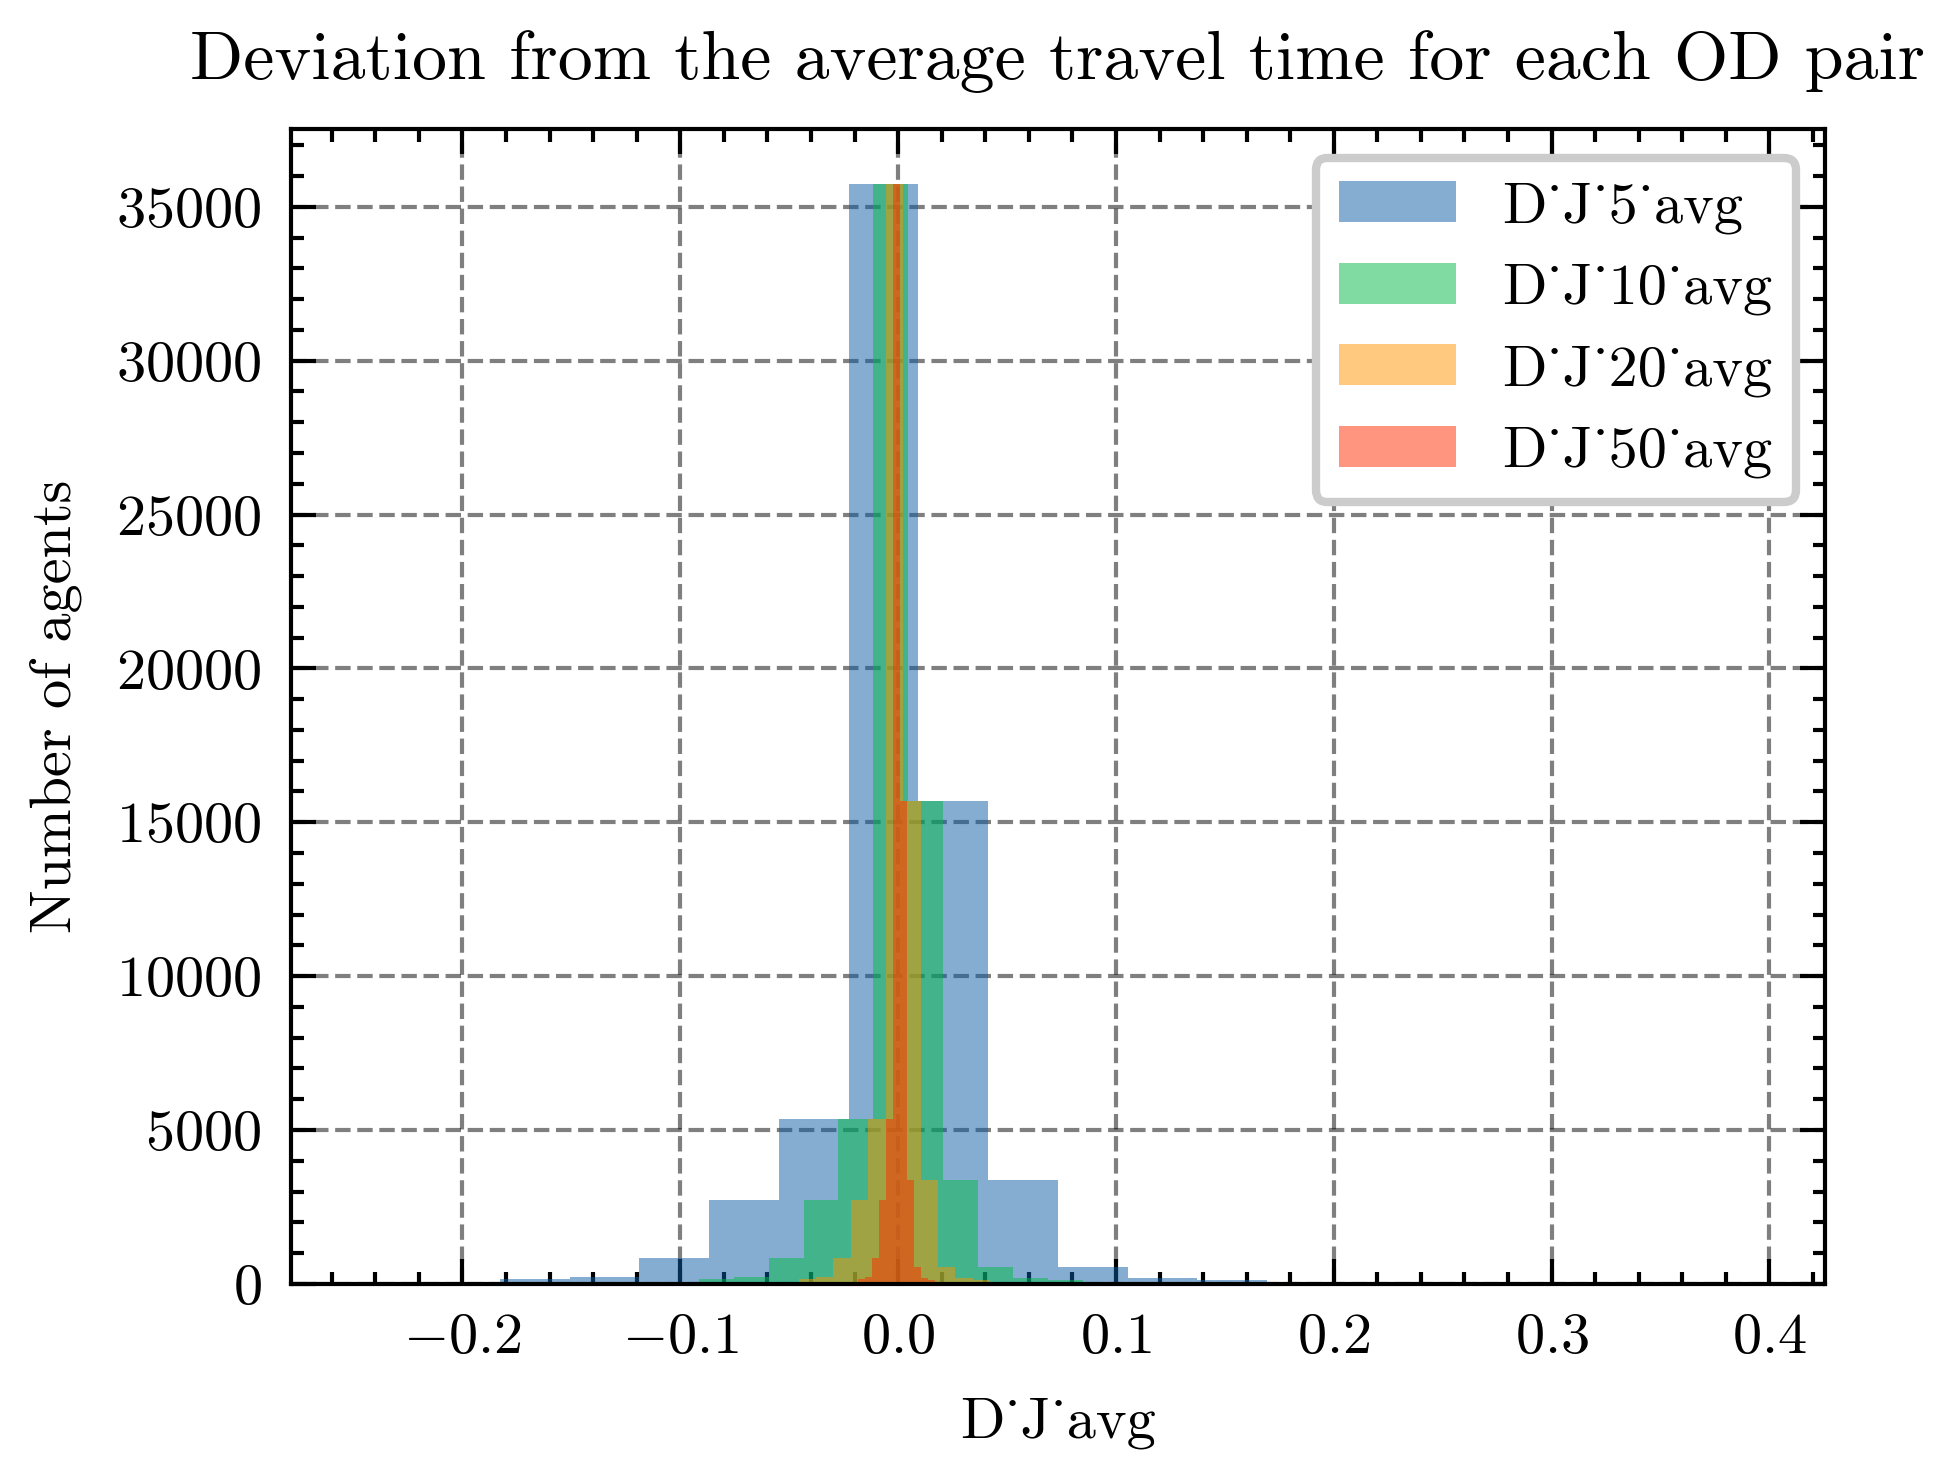 Deviation from the average travel time for each OD pair
35000
30000
25000
20000
15000
10000
5000
0
Number of agents
D˙J˙5˙avg
D˙J˙10˙avg
D˙J˙20˙avg
D˙J˙50˙avg
−0.2
−0.1
0.0
0.1
0.2
0.3
0.4
D˙J˙avg